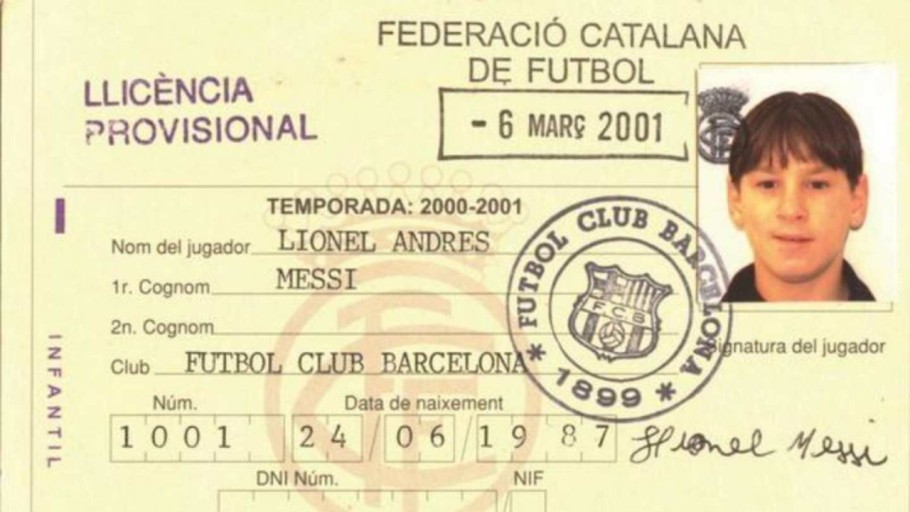 FEDERACIÓ CATALANA
DE FUTBOL
LLICÈNCIA
PROVISIONAL
- 6 MARÇ 2001
TEMPORADA: 2000-2001
Nom del jugador LIONEL ANDRES
1r. Cognom MESSI
2n. Cognom
Club FUTBOL CLUB BARCELONA
FUTBOL CLUB BARCELONA
FCB
* 1899 *
Signatura del jugador
INFANTIL
Núm. Data de naixement
1001 24/06/1987
Lionel Messi
DNI Núm. NIF